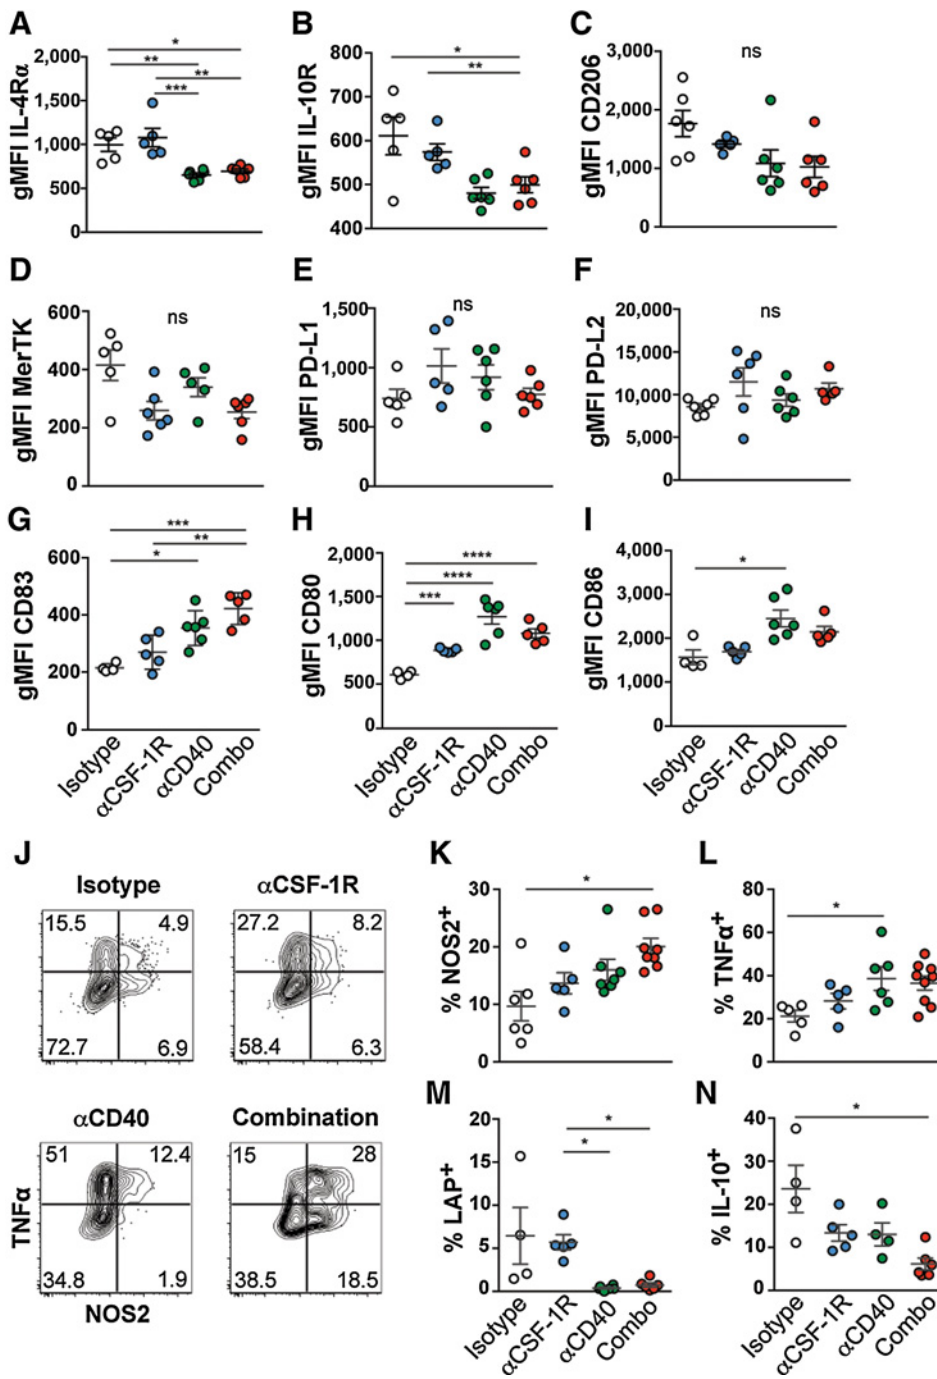 A
gMFI IL-4Rα
2,000
1,500
1,000
500
0
*
**
**
***
B
gMFI IL-10R
800
700
600
500
400
*
**
C
gMFI CD206
3,000
2,000
1,000
0
ns
D
gMFI MerTK
600
400
200
0
ns
E
gMFI PD-L1
1,500
1,000
500
0
ns
F
gMFI PD-L2
20,000
15,000
10,000
5,000
0
ns
G
gMFI CD83
600
400
200
0
***
**
*
Isotype
αCSF-1R
αCD40
Combo
H
gMFI CD80
2,000
1,500
1,000
500
0
****
****
***
Isotype
αCSF-1R
αCD40
Combo
I
gMFI CD86
4,000
3,000
2,000
1,000
0
*
Isotype
αCSF-1R
αCD40
Combo
J
Isotype
15.5 4.9
72.7 6.9
αCSF-1R
27.2 8.2
58.4 6.3
αCD40
51 12.4
34.8 1.9
Combination
15 28
38.5 18.5
TNFα
NOS2
K
% NOS2+
30
20
10
0
*
L
% TNFα+
80
60
40
20
0
*
M
% LAP+
20
15
10
5
0
*
*
Isotype
αCSF-1R
αCD40
Combo
N
% IL-10+
40
30
20
10
0
*
Isotype
αCSF-1R
αCD40
Combo